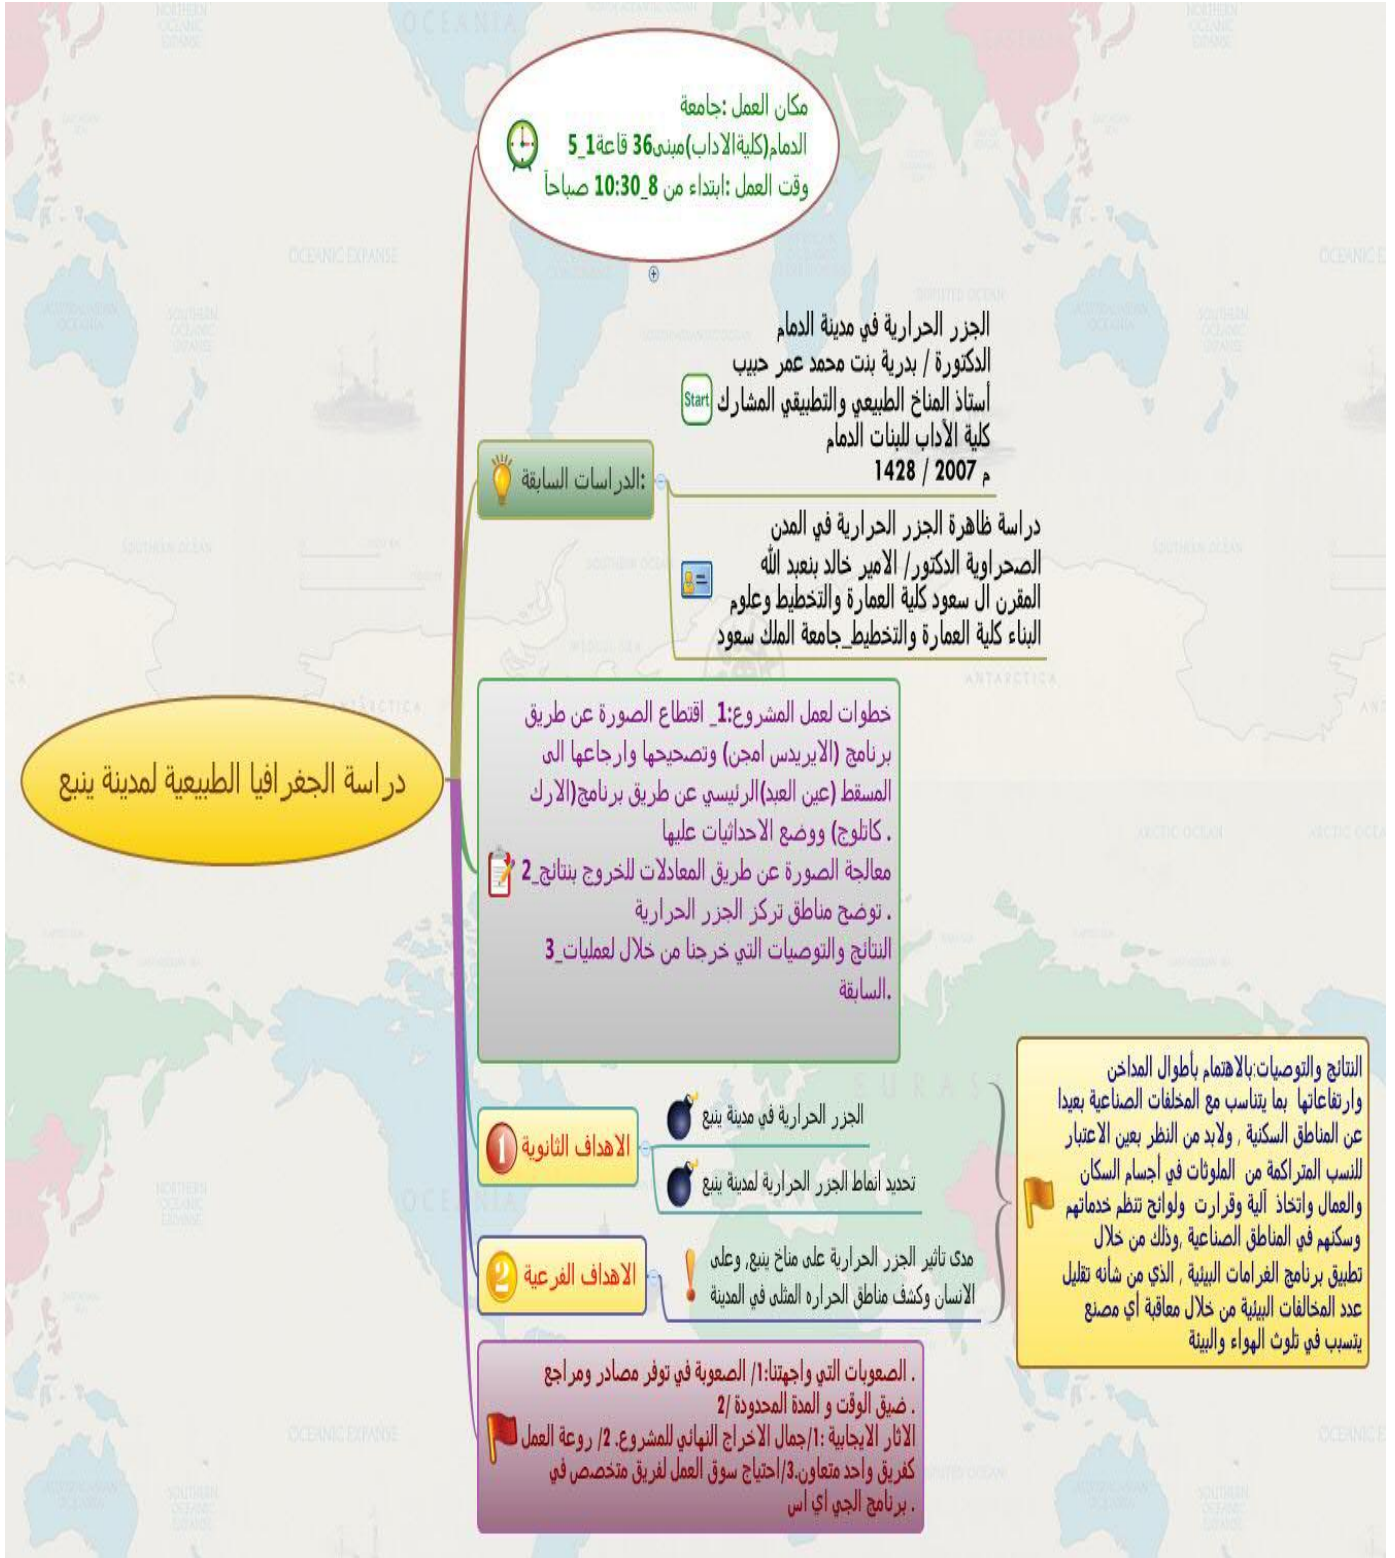 مكان العمل :جامعة
الدمام(كليةالاداب)مبنى36 قاعة1_5
وقت العمل :ابتداء من 8_10:30 صباحاً
الجزر الحرارية في مدينة الدمام
الدكتورة / بدرية بنت محمد عمر حبيب
أستاذ المناخ الطبيعي والتطبيقي المشارك
Start
كلية الأداب للبنات الدمام
م 2007 / 1428
:الدراسات السابقة
دراسة ظاهرة الجزر الحرارية في المدن
الصحراوية الدكتور/ الامير خالد بنعبد الله
المقرن ال سعود كلية العمارة والتخطيط وعلوم
البناء كلية العمارة والتخطيط_جامعة الملك سعود
دراسة الجغرافيا الطبيعية لمدينة ينبع
خطوات لعمل المشروع:1_ اقتطاع الصورة عن طريق
برنامج (الايريدس امجن) وتصحيحها وارجاعها الى
المسقط (عين العبد)الرئيسي عن طريق برنامج(الارك
. كاتلوج) ووضع الاحداثيات عليها
معالجة الصورة عن طريق المعادلات للخروج بنتائج_2
. توضح مناطق تركز الجزر الحرارية
النتائج والتوصيات التي خرجنا من خلال لعمليات_3
.السابقة
الاهداف الثانوية
1
الجزر الحرارية في مدينة ينبع
تحديد انماط الجزر الحرارية لمدينة ينبع
الاهداف الفرعية
2
مدى تاثير الجزر الحرارية على مناخ ينبع, وعلى
الانسان وكشف مناطق الحراره المثلى في المدينة
النتائج والتوصيات:بالاهتمام بأطوال المداخن
وارتفاعاتها بما يتناسب مع المخلفات الصناعية بعيدا
عن المناطق السكنية , ولابد من النظر بعين الاعتبار
للنسب المتراكمة من الملوثات في أجسام السكان
والعمال واتخاذ آلية وقرارت ولوائح تنظم خدماتهم
وسكنهم في المناطق الصناعية ,وذلك من خلال
تطبيق برنامج الغرامات البيئية , الذي من شأنه تقليل
عدد المخالفات البيئية من خلال معاقبة أي مصنع
يتسبب في تلوث الهواء والبيئة
. الصعوبات التي واجهتنا:1/ الصعوبة في توفر مصادر ومراجع
. ضيق الوقت و المدة المحدودة /2
الاثار الايجابية :1/جمال الاخراج النهائي للمشروع. 2/ روعة العمل
كفريق واحد متعاون.3/احتياج سوق العمل لفريق متخصص في
. برنامج الجي اي اس